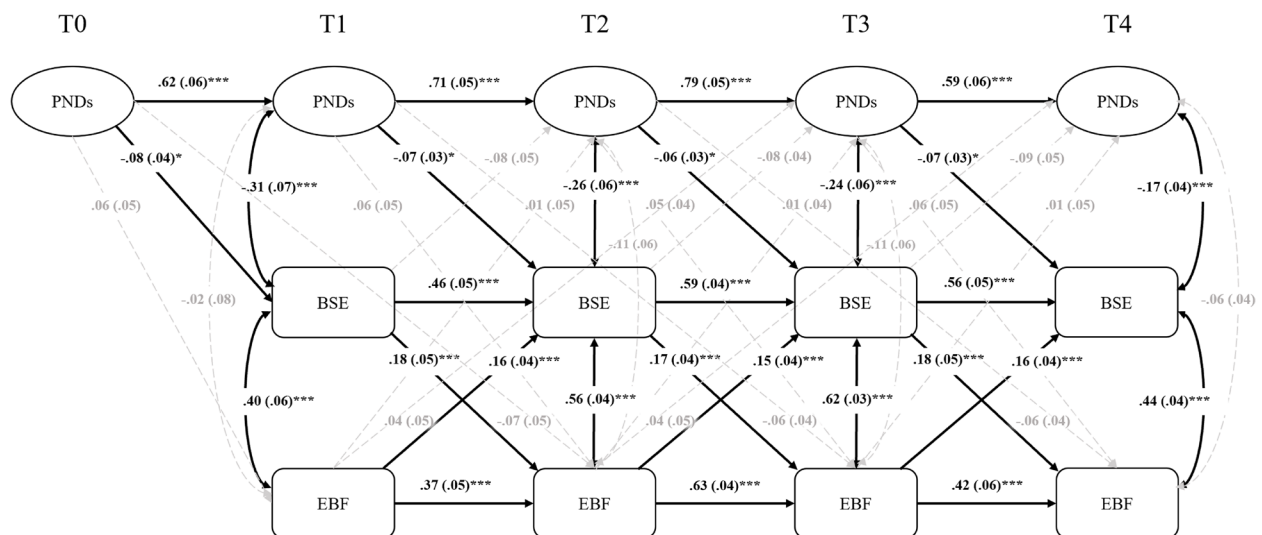 T0 T1 T2 T3 T4
.62 (.06)*** .71 (.05)*** .79 (.05)*** .59 (.06)***
PNDs PNDs PNDs PNDs PNDs
-.08 (.04)* -.07 (.03)* -.08 (.05) -.06 (.03)* -.08 (.04) -.07 (.03)* -.09 (.05)
-.31 (.07)*** -.26 (.06)*** -.24 (.06)*** -.17 (.04)***
.06 (.05) .06 (.05) .01 (.05) .05 (.04) .01 (.04) .06 (.05) .01 (.05)
-.11 (.06) -.11 (.06)
.46 (.05)*** .59 (.04)*** .56 (.05)***
-.02 (.08) BSE BSE BSE BSE -.06 (.04)
.18 (.05)*** .16 (.04)*** .17 (.04)*** .15 (.04)*** .18 (.05)*** .16 (.04)***
.40 (.06)*** .56 (.04)*** .62 (.03)*** .44 (.04)***
.04 (.05) -.07 (.05) .04 (.05) -.06 (.04) -.06 (.04)
.37 (.05)*** .63 (.04)*** .42 (.06)***
EBF EBF EBF EBF